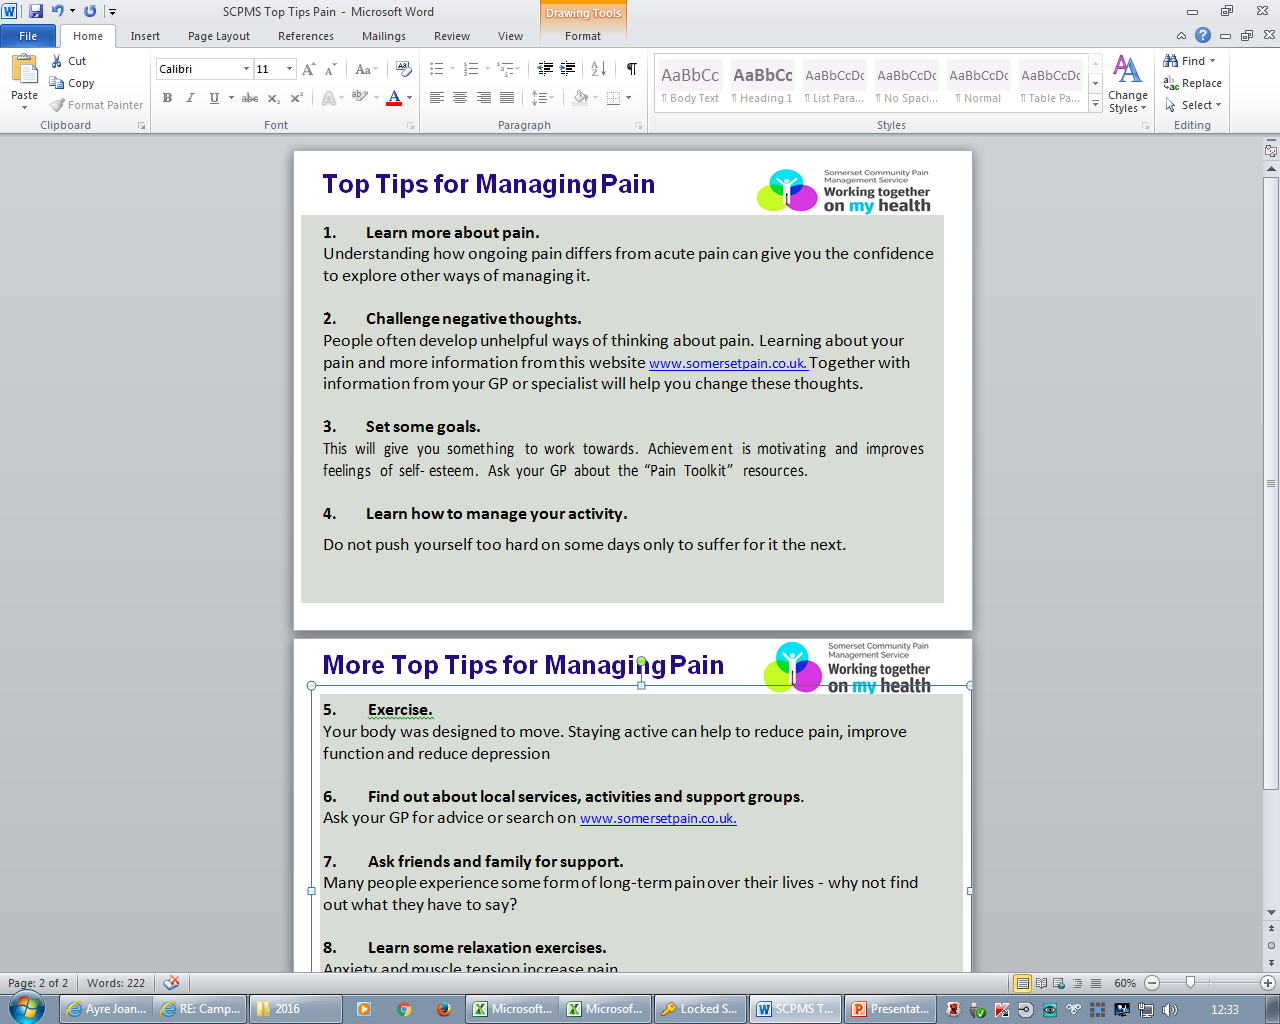 SCPMS Top Tips Pain - Microsoft Word
Drawing Tools
File Home Insert Page Layout References Mailings Review View Format
Paste
Cut
Copy
Format Painter
Clipboard
Calibri 11
Font
Paragraph
AaBbCc AaBbCc AaBbCcDc AaBbCcDc AaBbCcDc AaBbCcDc
¶ Body Text ¶ Heading 1 ¶ List Para... ¶ No Spaci... ¶ Normal ¶ Table Pa...
Change Styles
Styles
Find
Replace
Select
Editing
Top Tips for Managing Pain
Somerset Community Pain
Management Service
Working together
on my health
1. Learn more about pain.
Understanding how ongoing pain differs from acute pain can give you the confidence
to explore other ways of managing it.
2. Challenge negative thoughts.
People often develop unhelpful ways of thinking about pain. Learning about your
pain and more information from this website www.somersetpain.co.uk. Together with
information from your GP or specialist will help you change these thoughts.
3. Set some goals.
This will give you something to work towards. Achievement is motivating and improves
feelings of self- esteem. Ask your GP about the “Pain Toolkit” resources.
4. Learn how to manage your activity.
Do not push yourself too hard on some days only to suffer for it the next.
More Top Tips for Managing Pain
Somerset Community Pain
Management Service
Working together
on my health
5. Exercise.
Your body was designed to move. Staying active can help to reduce pain, improve
function and reduce depression
6. Find out about local services, activities and support groups.
Ask your GP for advice or search on www.somersetpain.co.uk.
7. Ask friends and family for support.
Many people experience some form of long-term pain over their lives - why not find
out what they have to say?
8. Learn some relaxation exercises.
Anxiety and muscle tension increase pain
Page: 2 of 2 Words: 222 60%
Ayre Joan... RE: Camp... 2016 Microsoft... Microsof... Locked S... SCPMS T... Presentat... 12:33